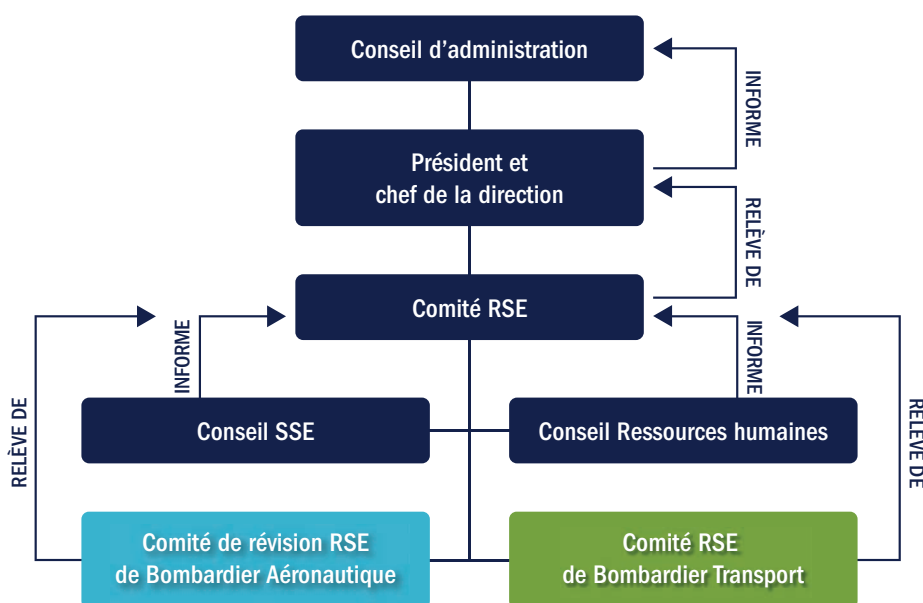 Conseil d’administration
INFORME
Président et
chef de la direction
RELÈVE DE
Comité RSE
RELÈVE DE
INFORME
INFORME
RELÈVE DE
Conseil SSE
Conseil Ressources humaines
Comité de révision RSE
de Bombardier Aéronautique
Comité RSE
de Bombardier Transport